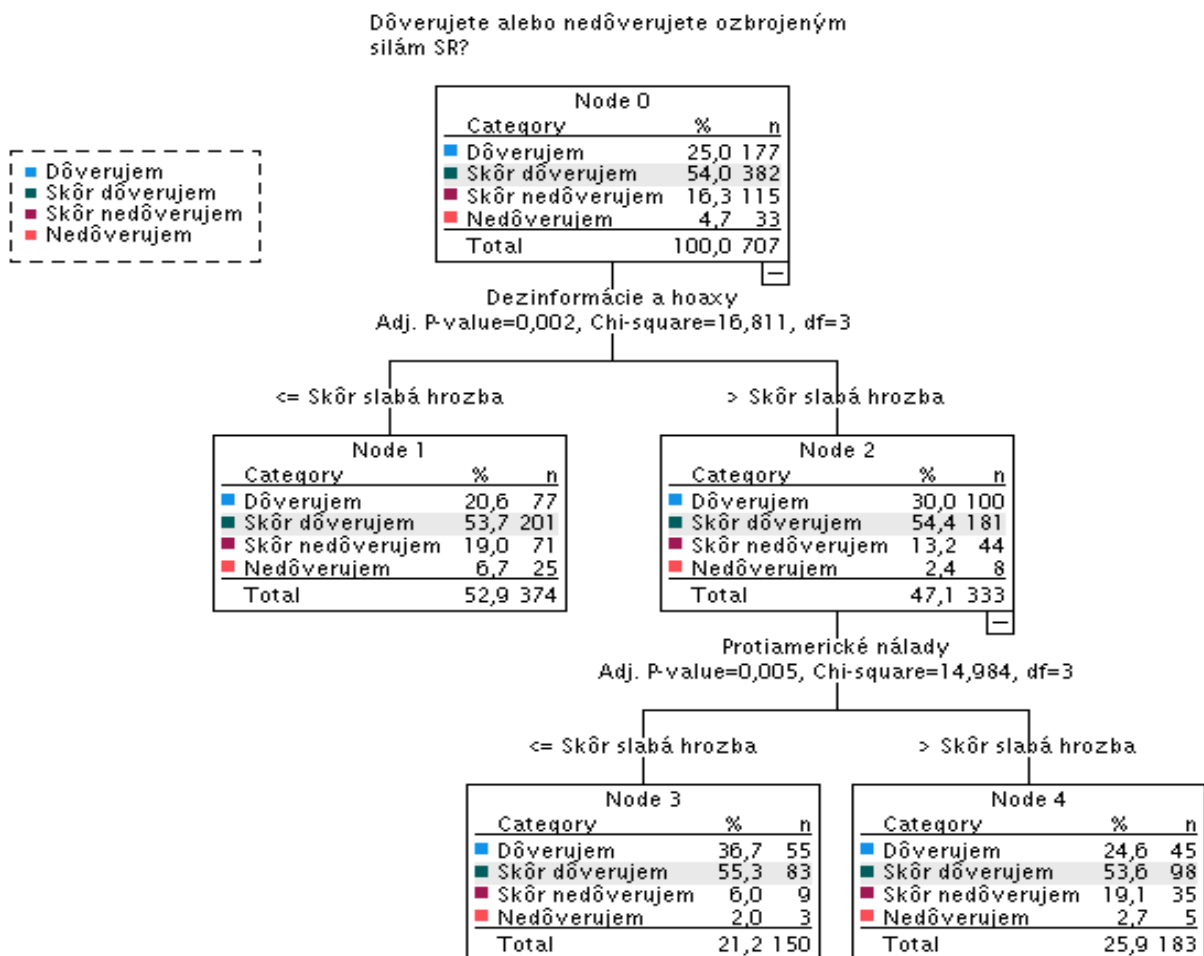 Dôverujete alebo nedôverujete ozbrojeným
silám SR?
Dôverujem
Skôr dôverujem
Skôr nedôverujem
Nedôverujem
Node 0
Category % n
Dôverujem 25,0 177
Skôr dôverujem 54,0 382
Skôr nedôverujem 16,3 115
Nedôverujem 4,7 33
Total 100,0 707
Dezinformácie a hoaxy
Adj. P-value=0,002, Chi-square=16,811, df=3
<= Skôr slabá hrozba
> Skôr slabá hrozba
Node 1
Category % n
Dôverujem 20,6 77
Skôr dôverujem 53,7 201
Skôr nedôverujem 19,0 71
Nedôverujem 6,7 25
Total 52,9 374
Node 2
Category % n
Dôverujem 30,0 100
Skôr dôverujem 54,4 181
Skôr nedôverujem 13,2 44
Nedôverujem 2,4 8
Total 47,1 333
Protiamerické nálady
Adj. P-value=0,005, Chi-square=14,984, df=3
<= Skôr slabá hrozba
> Skôr slabá hrozba
Node 3
Category % n
Dôverujem 36,7 55
Skôr dôverujem 55,3 83
Skôr nedôverujem 6,0 9
Nedôverujem 2,0 3
Total 21,2 150
Node 4
Category % n
Dôverujem 24,6 45
Skôr dôverujem 53,6 98
Skôr nedôverujem 19,1 35
Nedôverujem 2,7 5
Total 25,9 183